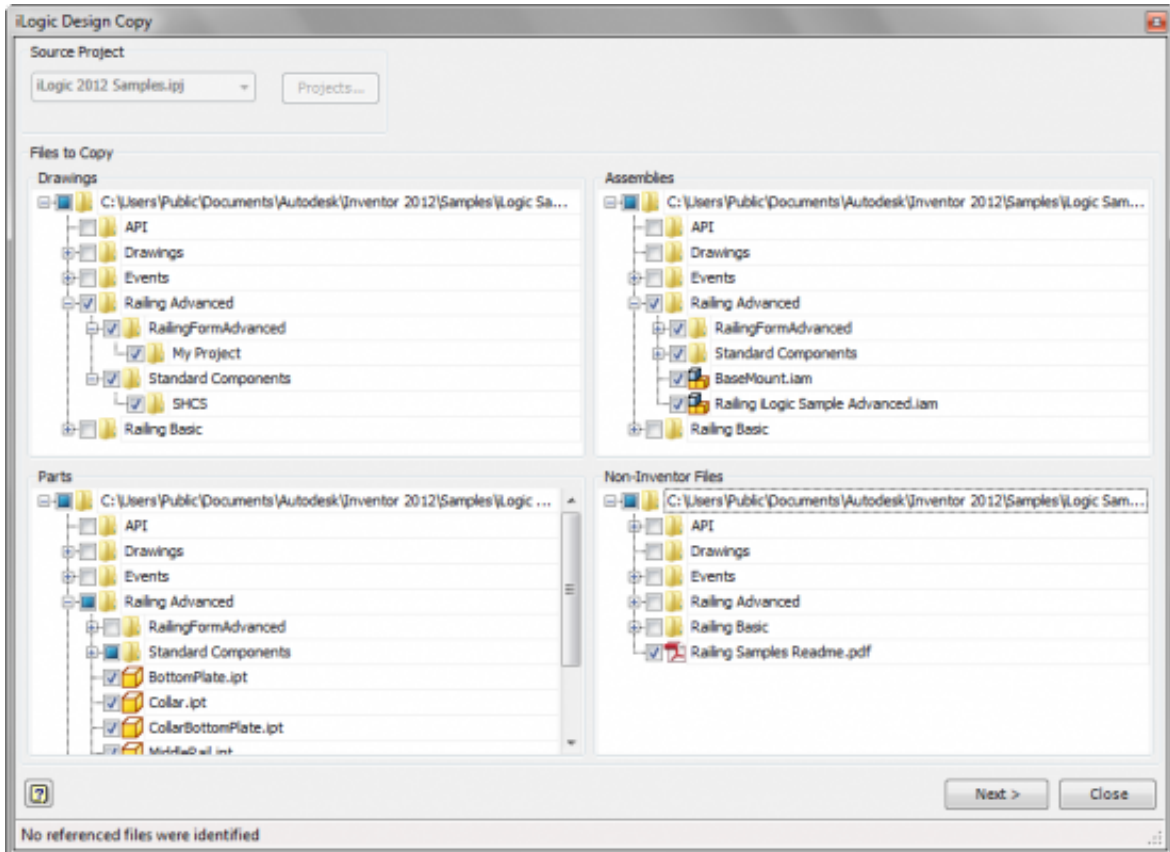 iLogic Design Copy
Source Project
iLogic 2012 Samples.ipj
Projects...
Files to Copy
Drawings
C:\Users\Public\Documents\Autodesk\Inventor 2012\Samples\iLogic Sa...
API
Drawings
Events
Railing Advanced
RailingFormAdvanced
My Project
Standard Components
SHCS
Railing Basic
Assemblies
C:\Users\Public\Documents\Autodesk\Inventor 2012\Samples\iLogic Sam...
API
Drawings
Events
Railing Advanced
RailingFormAdvanced
Standard Components
BaseMount.iam
Railing iLogic Sample Advanced.iam
Railing Basic
Parts
C:\Users\Public\Documents\Autodesk\Inventor 2012\Samples\iLogic ...
API
Drawings
Events
Railing Advanced
RailingFormAdvanced
Standard Components
BottomPlate.ipt
Collar.ipt
CollarBottomPlate.ipt
MiddleRail.ipt
Non-Inventor Files
C:\Users\Public\Documents\Autodesk\Inventor 2012\Samples\iLogic Sam...
API
Drawings
Events
Railing Advanced
Railing Basic
Railing Samples Readme.pdf
Next >
Close
No referenced files were identified